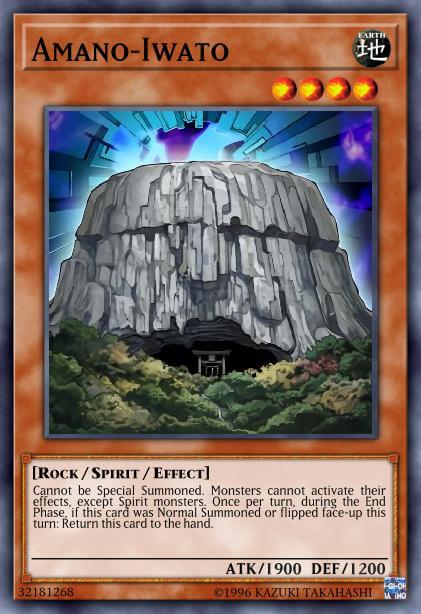 AMANO-IWATO
EARTH
地
[ROCK / SPIRIT / EFFECT]
Cannot be Special Summoned. Monsters cannot activate their
effects, except Spirit monsters. Once per turn, during the End
Phase, if this card was Normal Summoned or flipped face-up this
turn: Return this card to the hand.
ATK/1900 DEF/1200
32181268
©1996 KAZUKI TAKAHASHI